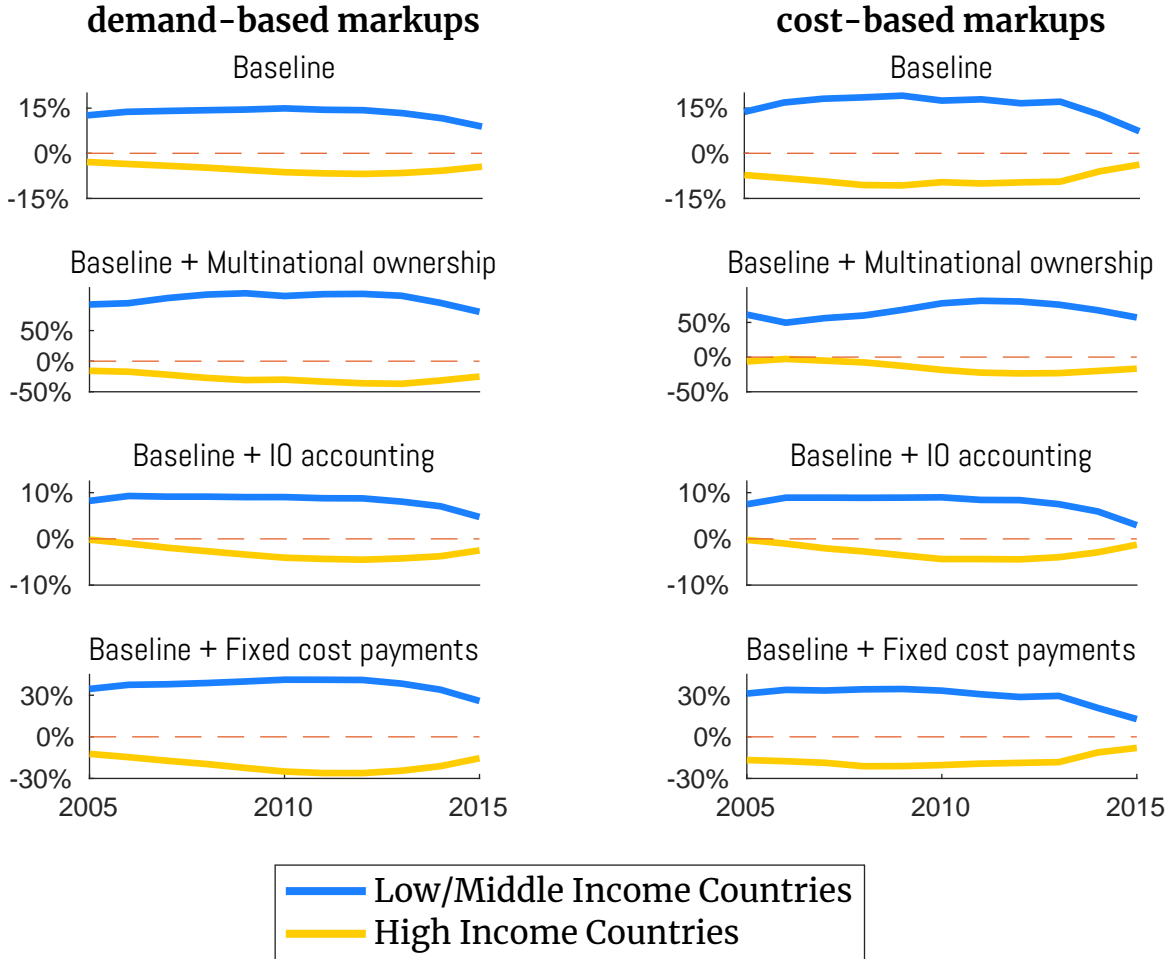 demand-based markups
cost-based markups
Baseline
15%
0%
-15%
Baseline
15%
0%
-15%
Baseline + Multinational ownership
50%
0%
-50%
Baseline + Multinational ownership
50%
0%
-50%
Baseline + IO accounting
10%
0%
-10%
Baseline + IO accounting
10%
0%
-10%
Baseline + Fixed cost payments
30%
0%
-30%
2005
2010
2015
Baseline + Fixed cost payments
30%
0%
-30%
2005
2010
2015
Low/Middle Income Countries
High Income Countries